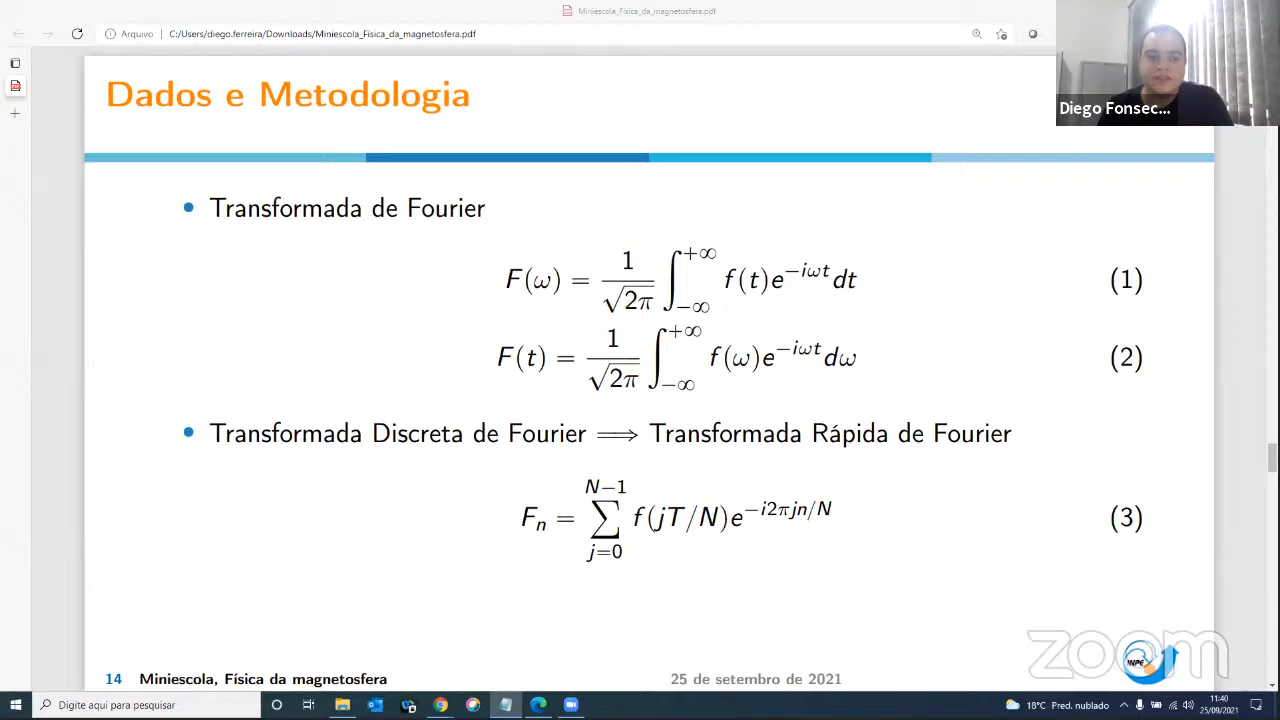 Miniescola_Física_da_magnetosfera.pdf
Arquivo | C:/Users/diego.ferreira/Downloads/Miniescola_Física_da_magnetosfera.pdf
Diego Fonsec...
Dados e Metodologia
• Transformada de Fourier
F(ω) = 1/√2π ∫_{−∞}^{+∞} f(t)e^{−iωt}dt (1)
F(t) = 1/√2π ∫_{−∞}^{+∞} f(ω)e^{−iωt}dω (2)
• Transformada Discreta de Fourier ⟹ Transformada Rápida de Fourier
F_n = ∑_{j=0}^{N−1} f(jT/N)e^{−i2πjn/N} (3)
zoom
INPE
14 Miniescola, Física da magnetosfera 25 de setembro de 2021
Digite aqui para pesquisar
18°C Pred. nublado
11:40
25/09/2021